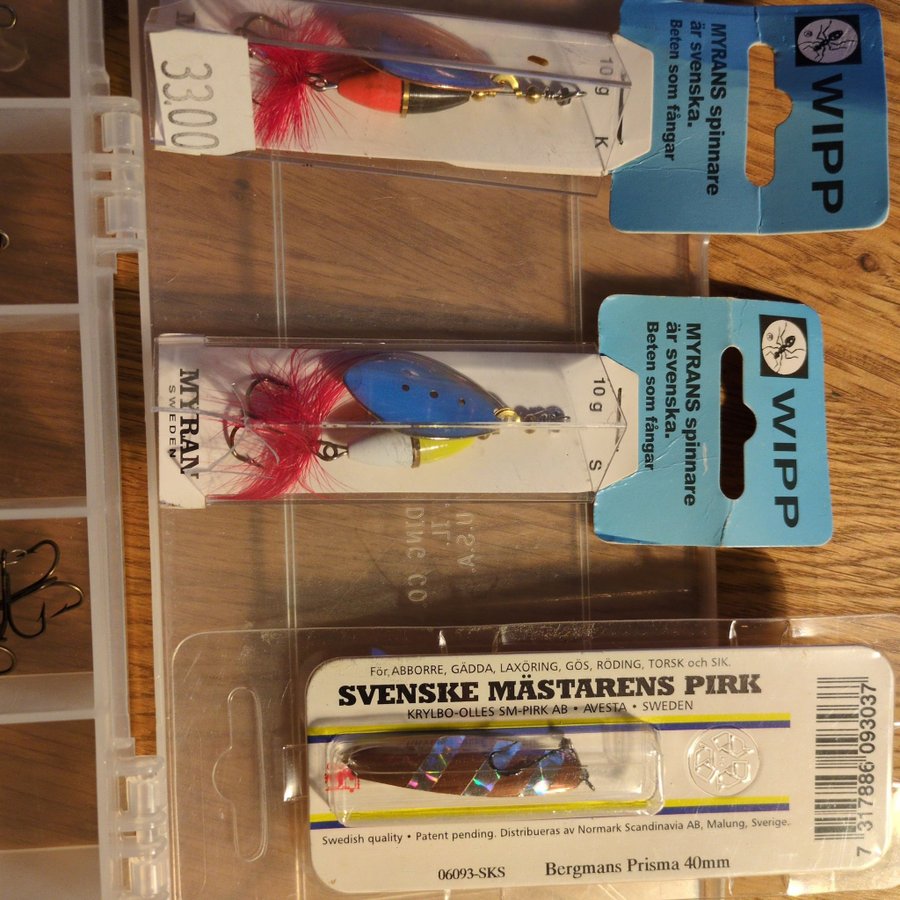 33.00
10 g
K
WIPP
MYRANS spinnare
är svenska.
Beten som fångar
MYRAN
SWEDEN
10 g
S
WIPP
MYRANS spinnare
är svenska.
Beten som fångar
U.S.A.
IL
DING CO
För ABBORRE, GÄDDA, LAXÖRING, GÖS, RÖDING, TORSK och SIK.
SVENSKE MÄSTARENS PIRK
KRYLBO-OLLES SM-PIRK AB • AVESTA • SWEDEN
Swedish quality • Patent pending. Distribueras av Normark Scandinavia AB, Malung, Sverige.
06093-SKS Bergmans Prisma 40mm
7 317886 093037